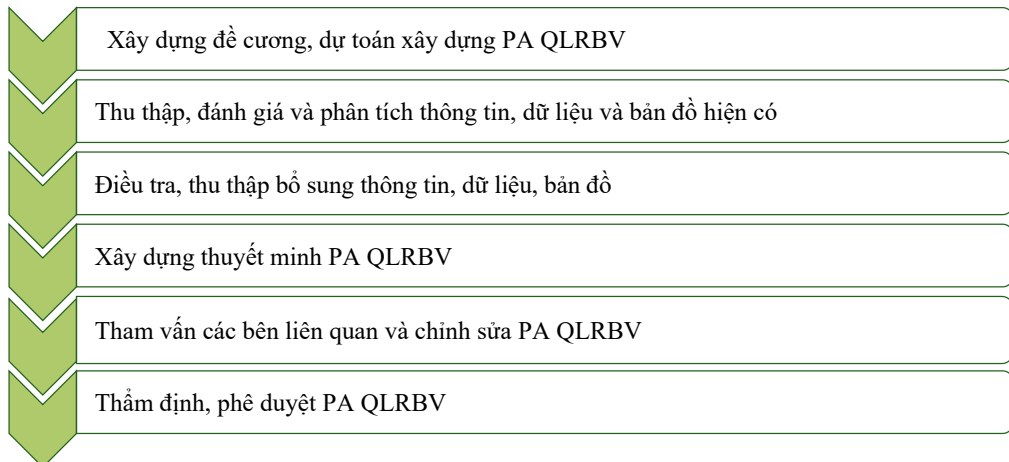 Xây dựng đề cương, dự toán xây dựng PA QLRBV
Thu thập, đánh giá và phân tích thông tin, dữ liệu và bản đồ hiện có
Điều tra, thu thập bổ sung thông tin, dữ liệu, bản đồ
Xây dựng thuyết minh PA QLRBV
Tham vấn các bên liên quan và chỉnh sửa PA QLRBV
Thẩm định, phê duyệt PA QLRBV